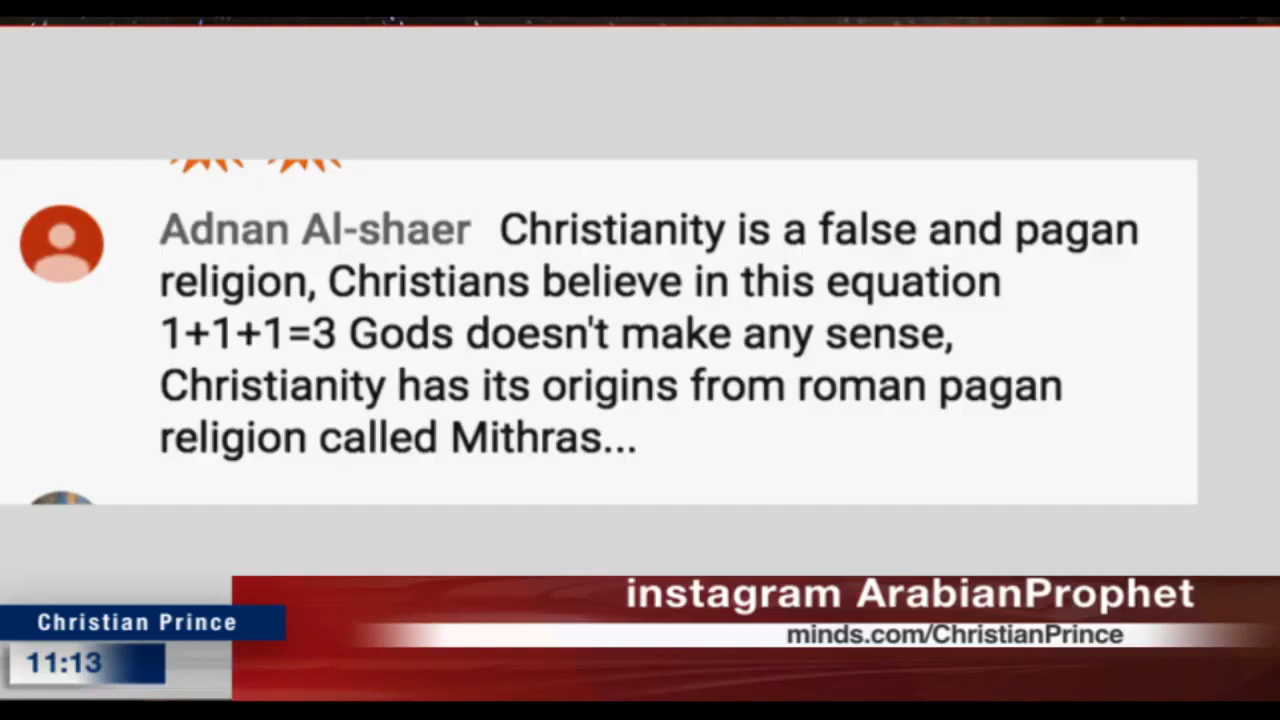 Adnan Al-shaer Christianity is a false and pagan
religion, Christians believe in this equation
1+1+1=3 Gods doesn't make any sense,
Christianity has its origins from roman pagan
religion called Mithras...
instagram ArabianProphet
Christian Prince
minds.com/ChristianPrince
11:13